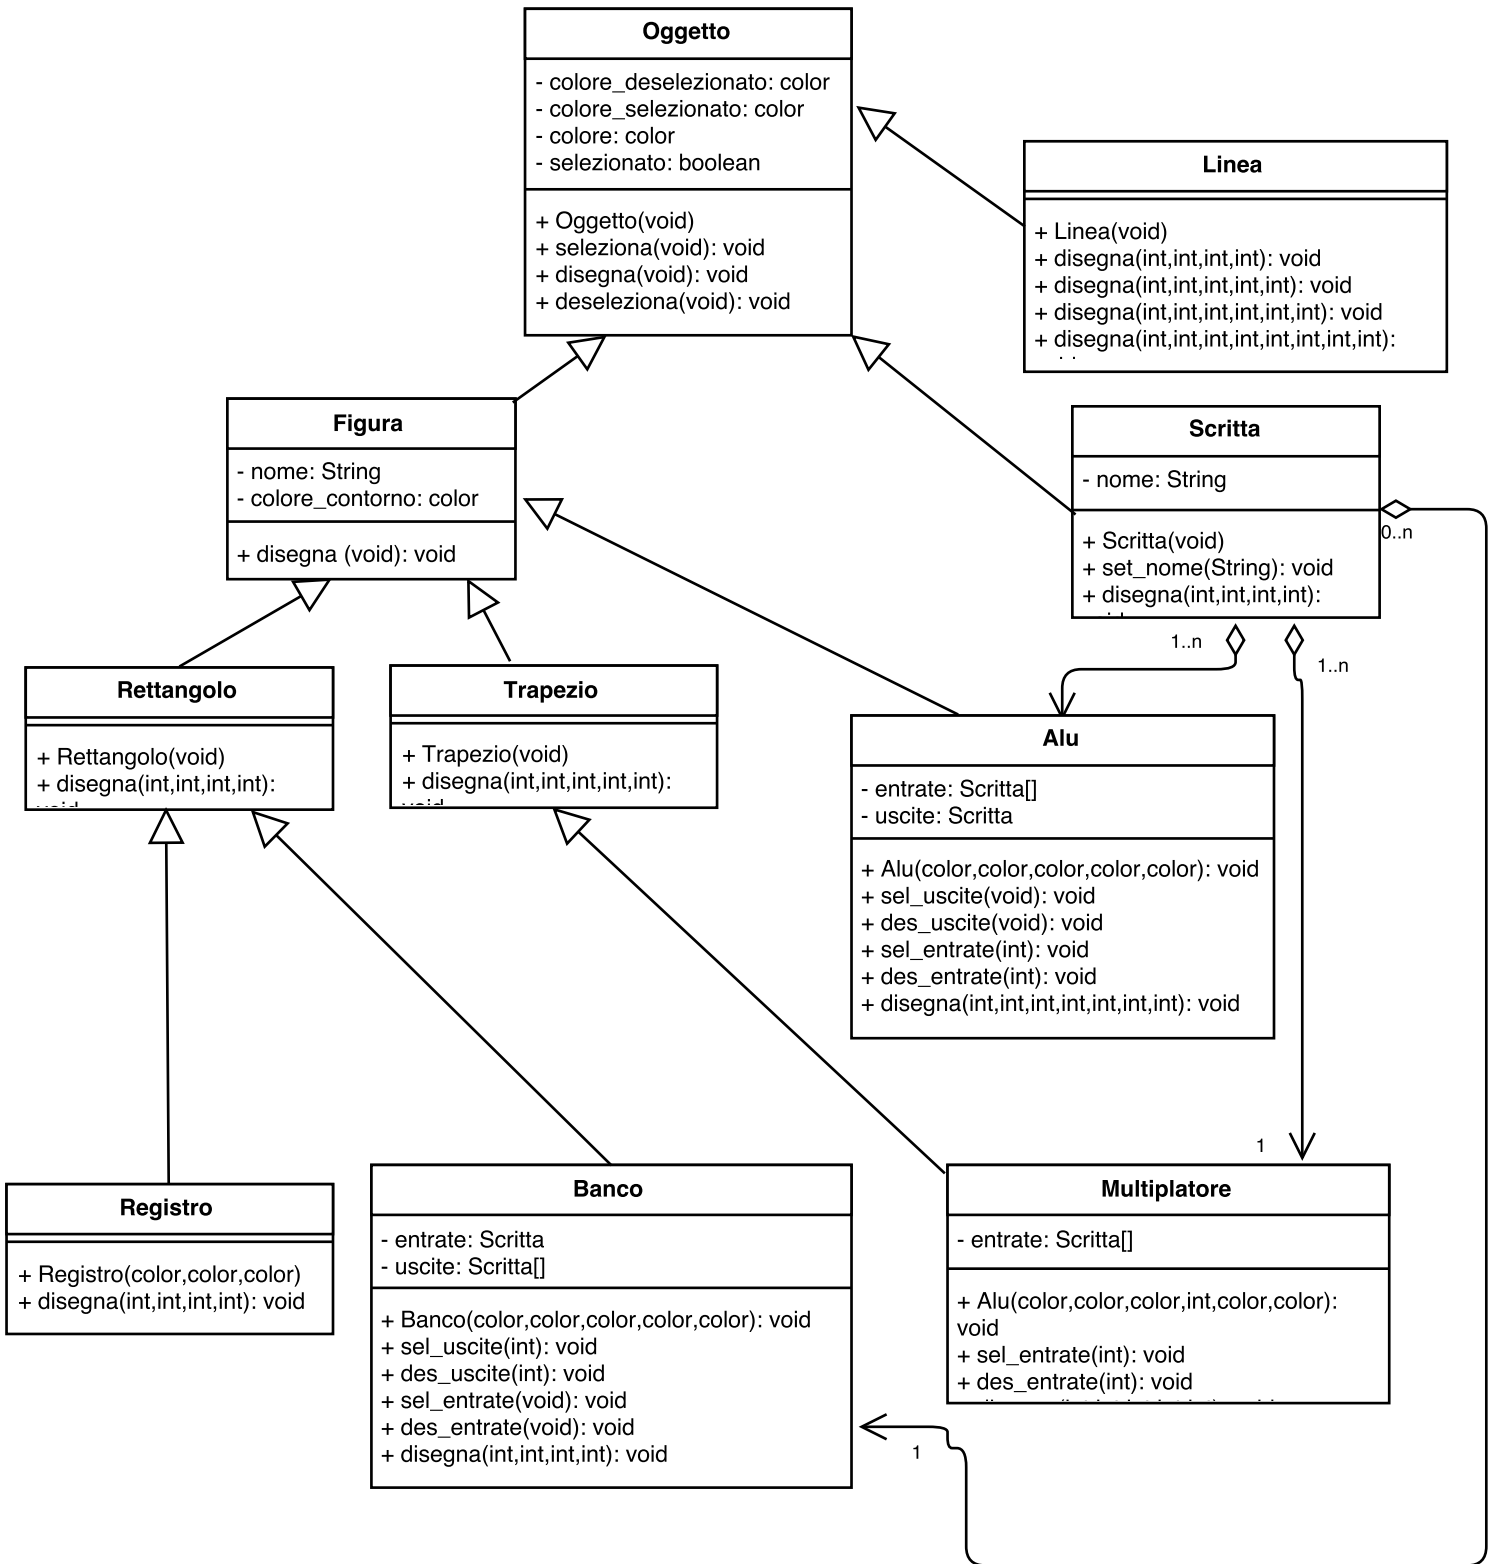 Oggetto
- colore_deselezionato: color
- colore_selezionato: color
- colore: color
- selezionato: boolean
+ Oggetto(void)
+ seleziona(void): void
+ disegna(void): void
+ deseleziona(void): void
Linea
+ Linea(void)
+ disegna(int,int,int,int): void
+ disegna(int,int,int,int,int): void
+ disegna(int,int,int,int,int,int): void
+ disegna(int,int,int,int,int,int,int,int):
Figura
- nome: String
- colore_contorno: color
+ disegna (void): void
Scritta
- nome: String
+ Scritta(void)
+ set_nome(String): void
+ disegna(int,int,int,int):
0..n
1..n
1..n
Rettangolo
+ Rettangolo(void)
+ disegna(int,int,int,int):
Trapezio
+ Trapezio(void)
+ disegna(int,int,int,int,int):
Alu
- entrate: Scritta[]
- uscite: Scritta
+ Alu(color,color,color,color,color): void
+ sel_uscite(void): void
+ des_uscite(void): void
+ sel_entrate(int): void
+ des_entrate(int): void
+ disegna(int,int,int,int,int,int,int): void
1
Registro
+ Registro(color,color,color)
+ disegna(int,int,int,int): void
Banco
- entrate: Scritta
- uscite: Scritta[]
+ Banco(color,color,color,color,color): void
+ sel_uscite(int): void
+ des_uscite(int): void
+ sel_entrate(void): void
+ des_entrate(void): void
+ disegna(int,int,int,int): void
Multiplatore
- entrate: Scritta[]
+ Alu(color,color,color,int,color,color):
void
+ sel_entrate(int): void
+ des_entrate(int): void
1